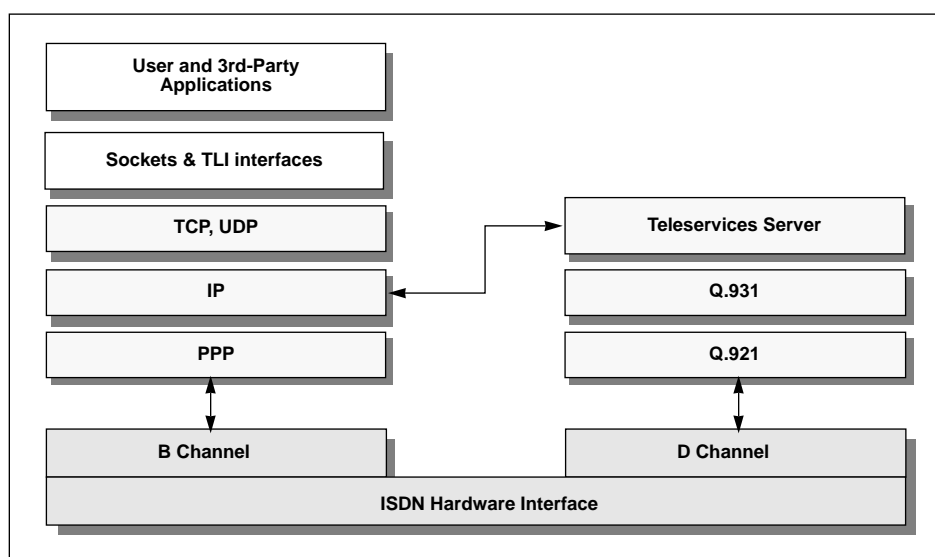 User and 3rd-Party
Applications
Sockets & TLI interfaces
TCP, UDP
Teleservices Server
IP
Q.931
PPP
Q.921
B Channel
D Channel
ISDN Hardware Interface